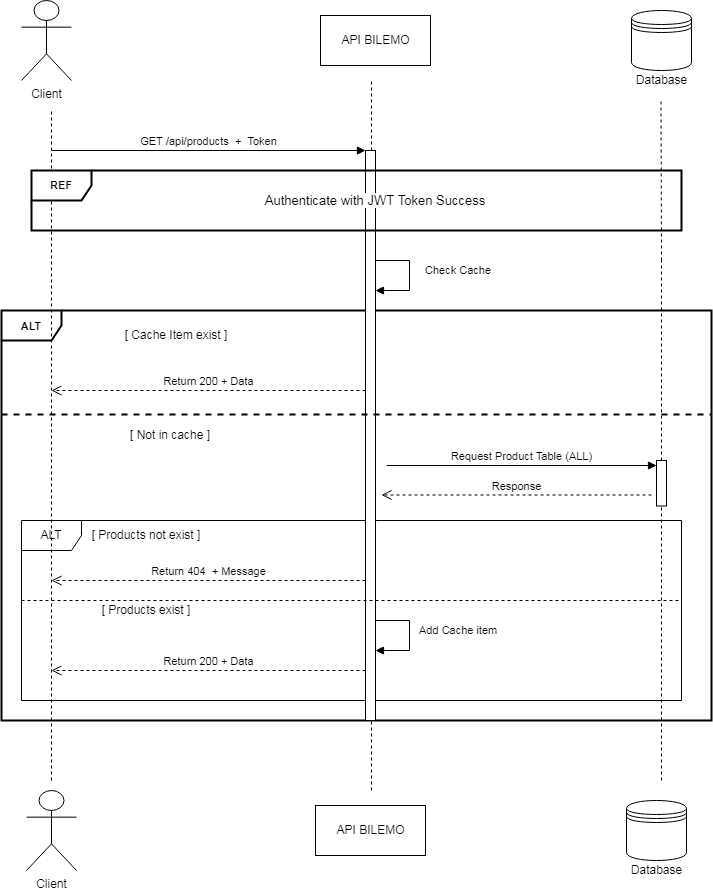 API BILEMO
Database
Client
GET /api/products + Token
REF
Authenticate with JWT Token Success
Check Cache
ALT
[ Cache Item exist ]
Return 200 + Data
[ Not in cache ]
Request Product Table (ALL)
Response
ALT
[ Products not exist ]
Return 404 + Message
[ Products exist ]
Add Cache item
Return 200 + Data
API BILEMO
Database
Client